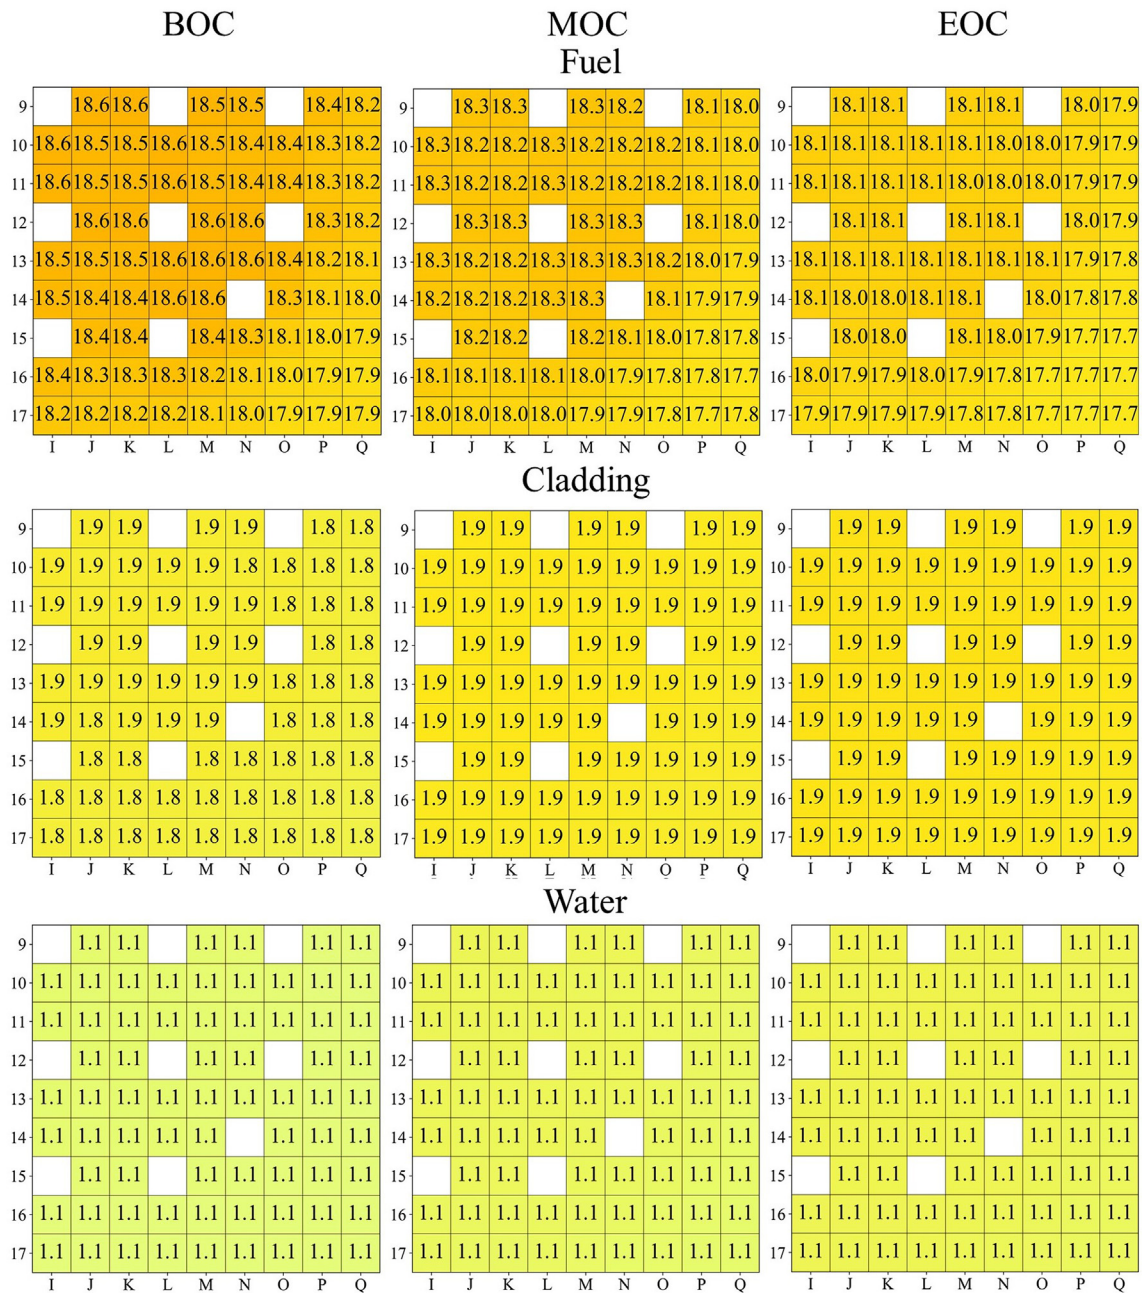 BOC MOC EOC
Fuel
9 18.6 18.6 18.5 18.5 18.4 18.2 9 18.3 18.3 18.3 18.2 18.1 18.0 9 18.1 18.1 18.1 18.1 18.0 17.9
10 18.6 18.5 18.5 18.6 18.5 18.4 18.4 18.3 18.2 10 18.3 18.2 18.2 18.3 18.2 18.2 18.2 18.1 18.0 10 18.1 18.1 18.1 18.1 18.1 18.0 18.0 17.9 17.9
11 18.6 18.5 18.5 18.6 18.5 18.4 18.4 18.3 18.2 11 18.3 18.2 18.2 18.3 18.2 18.2 18.2 18.1 18.0 11 18.1 18.1 18.1 18.1 18.0 18.0 18.0 17.9 17.9
12 18.6 18.6 18.6 18.6 18.3 18.2 12 18.3 18.3 18.3 18.3 18.1 18.0 12 18.1 18.1 18.1 18.1 18.0 17.9
13 18.5 18.5 18.5 18.6 18.6 18.6 18.4 18.2 18.1 13 18.3 18.2 18.2 18.3 18.3 18.3 18.2 18.0 17.9 13 18.1 18.1 18.1 18.1 18.1 18.1 18.1 17.9 17.8
14 18.5 18.4 18.4 18.6 18.6 18.3 18.1 18.0 14 18.2 18.2 18.2 18.3 18.3 18.1 17.9 17.9 14 18.1 18.0 18.0 18.1 18.1 18.0 17.8 17.8
15 18.4 18.4 18.4 18.3 18.1 18.0 17.9 15 18.2 18.2 18.2 18.1 18.0 17.8 17.8 15 18.0 18.0 18.1 18.0 17.9 17.7 17.7
16 18.4 18.3 18.3 18.3 18.2 18.1 18.0 17.9 17.9 16 18.1 18.1 18.1 18.1 18.0 17.9 17.8 17.8 17.7 16 18.0 17.9 17.9 18.0 17.9 17.8 17.7 17.7 17.7
17 18.2 18.2 18.2 18.2 18.1 18.0 17.9 17.9 17.9 17 18.0 18.0 18.0 18.0 17.9 17.9 17.8 17.7 17.8 17 17.9 17.9 17.9 17.9 17.8 17.8 17.7 17.7 17.7
I J K L M N O P Q I J K L M N O P Q I J K L M N O P Q
Cladding
9 1.9 1.9 1.9 1.9 1.8 1.8 9 1.9 1.9 1.9 1.9 1.9 1.9 9 1.9 1.9 1.9 1.9 1.9 1.9
10 1.9 1.9 1.9 1.9 1.9 1.8 1.8 1.8 1.8 10 1.9 1.9 1.9 1.9 1.9 1.9 1.9 1.9 1.9 10 1.9 1.9 1.9 1.9 1.9 1.9 1.9 1.9 1.9
11 1.9 1.9 1.9 1.9 1.9 1.9 1.8 1.8 1.8 11 1.9 1.9 1.9 1.9 1.9 1.9 1.9 1.9 1.9 11 1.9 1.9 1.9 1.9 1.9 1.9 1.9 1.9 1.9
12 1.9 1.9 1.9 1.9 1.8 1.8 12 1.9 1.9 1.9 1.9 1.9 1.9 12 1.9 1.9 1.9 1.9 1.9 1.9
13 1.9 1.9 1.9 1.9 1.9 1.9 1.8 1.8 1.8 13 1.9 1.9 1.9 1.9 1.9 1.9 1.9 1.9 1.9 13 1.9 1.9 1.9 1.9 1.9 1.9 1.9 1.9 1.9
14 1.9 1.8 1.9 1.9 1.9 1.8 1.8 1.8 14 1.9 1.9 1.9 1.9 1.9 1.9 1.9 1.9 14 1.9 1.9 1.9 1.9 1.9 1.9 1.9 1.9
15 1.8 1.8 1.8 1.8 1.8 1.8 1.8 15 1.9 1.9 1.9 1.9 1.9 1.9 1.9 15 1.9 1.9 1.9 1.9 1.9 1.9 1.9
16 1.8 1.8 1.8 1.8 1.8 1.8 1.8 1.8 1.8 16 1.9 1.9 1.9 1.9 1.9 1.9 1.9 1.9 1.9 16 1.9 1.9 1.9 1.9 1.9 1.9 1.9 1.9 1.9
17 1.8 1.8 1.8 1.8 1.8 1.8 1.8 1.8 1.8 17 1.9 1.9 1.9 1.9 1.9 1.9 1.9 1.9 1.9 17 1.9 1.9 1.9 1.9 1.9 1.9 1.9 1.9 1.9
I J K L M N O P Q I J K L M N O P Q I J K L M N O P Q
Water
9 1.1 1.1 1.1 1.1 1.1 1.1 9 1.1 1.1 1.1 1.1 1.1 1.1 9 1.1 1.1 1.1 1.1 1.1 1.1
10 1.1 1.1 1.1 1.1 1.1 1.1 1.1 1.1 1.1 10 1.1 1.1 1.1 1.1 1.1 1.1 1.1 1.1 1.1 10 1.1 1.1 1.1 1.1 1.1 1.1 1.1 1.1 1.1
11 1.1 1.1 1.1 1.1 1.1 1.1 1.1 1.1 1.1 11 1.1 1.1 1.1 1.1 1.1 1.1 1.1 1.1 1.1 11 1.1 1.1 1.1 1.1 1.1 1.1 1.1 1.1 1.1
12 1.1 1.1 1.1 1.1 1.1 1.1 12 1.1 1.1 1.1 1.1 1.1 1.1 12 1.1 1.1 1.1 1.1 1.1 1.1
13 1.1 1.1 1.1 1.1 1.1 1.1 1.1 1.1 1.1 13 1.1 1.1 1.1 1.1 1.1 1.1 1.1 1.1 1.1 13 1.1 1.1 1.1 1.1 1.1 1.1 1.1 1.1 1.1
14 1.1 1.1 1.1 1.1 1.1 1.1 1.1 1.1 14 1.1 1.1 1.1 1.1 1.1 1.1 1.1 1.1 14 1.1 1.1 1.1 1.1 1.1 1.1 1.1 1.1
15 1.1 1.1 1.1 1.1 1.1 1.1 1.1 15 1.1 1.1 1.1 1.1 1.1 1.1 1.1 15 1.1 1.1 1.1 1.1 1.1 1.1 1.1
16 1.1 1.1 1.1 1.1 1.1 1.1 1.1 1.1 1.1 16 1.1 1.1 1.1 1.1 1.1 1.1 1.1 1.1 1.1 16 1.1 1.1 1.1 1.1 1.1 1.1 1.1 1.1 1.1
17 1.1 1.1 1.1 1.1 1.1 1.1 1.1 1.1 1.1 17 1.1 1.1 1.1 1.1 1.1 1.1 1.1 1.1 1.1 17 1.1 1.1 1.1 1.1 1.1 1.1 1.1 1.1 1.1
I J K L M N O P Q I J K L M N O P Q I J K L M N O P Q